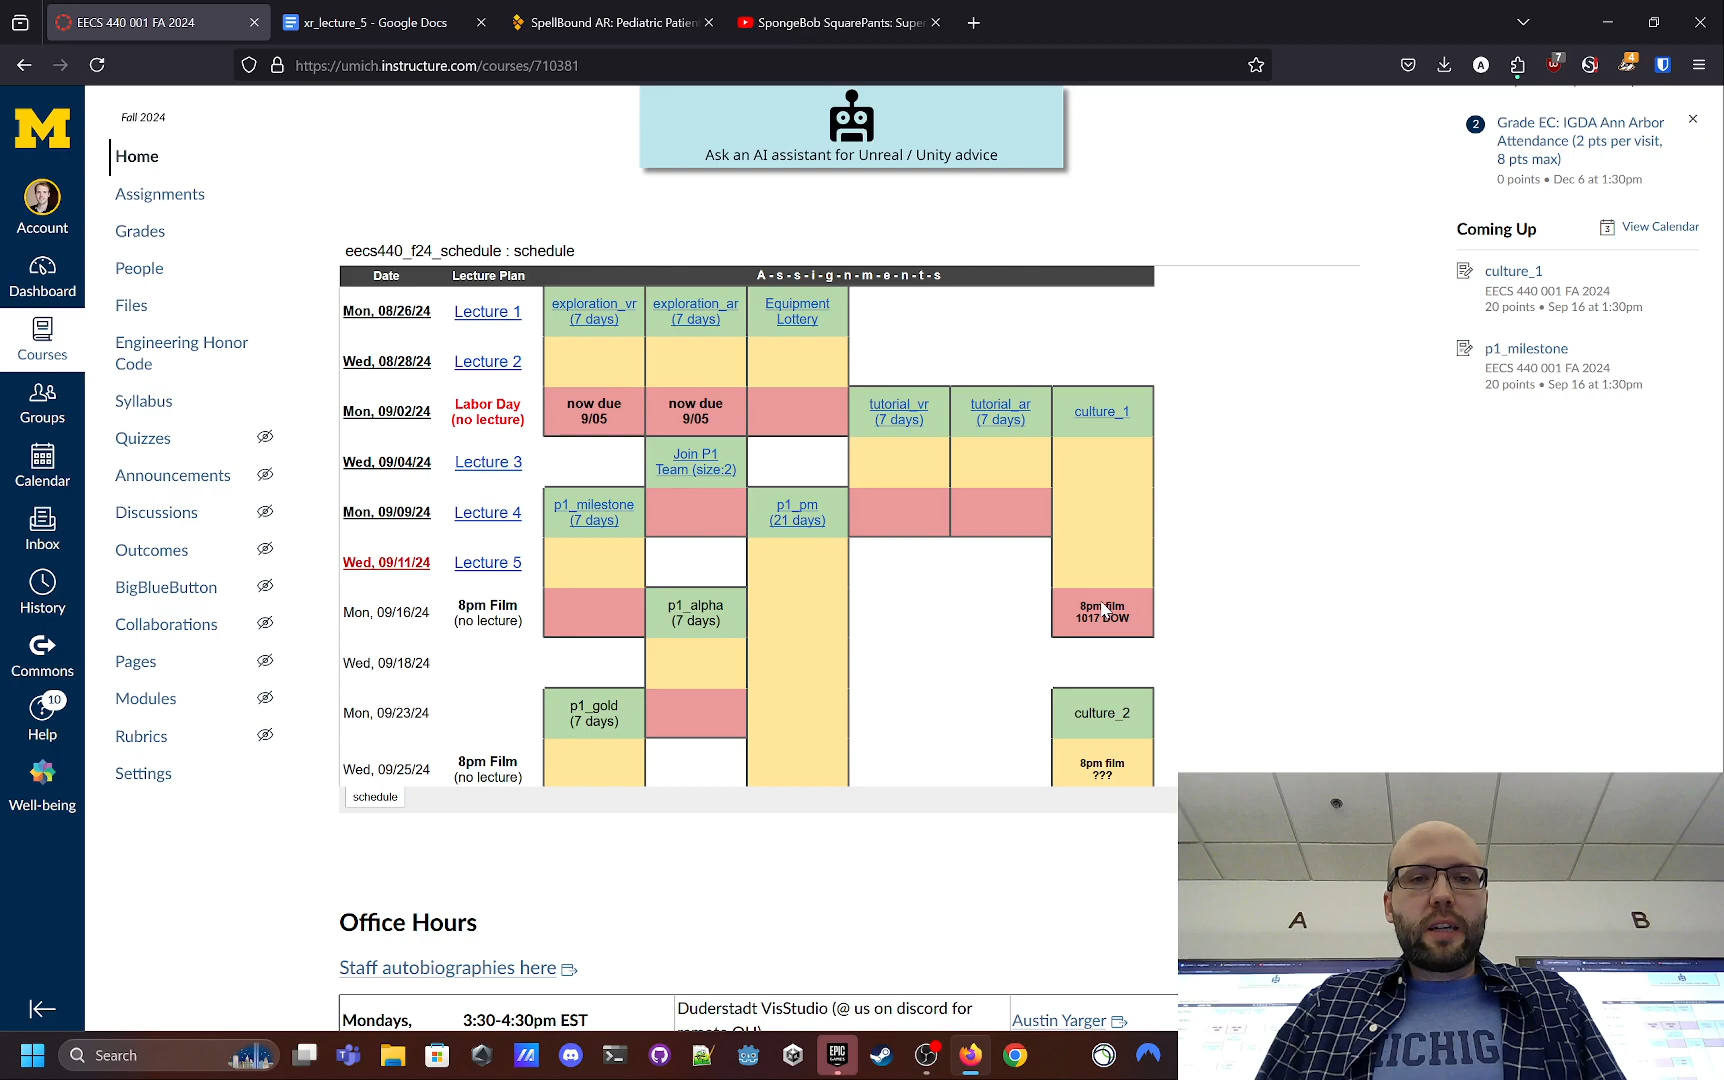 EECS 440 001 FA 2024
xr_lecture_5 - Google Docs
SpellBound AR: Pediatric Patien
SpongeBob SquarePants: Super
https://umich.instructure.com/courses/710381
A
7
4
M
Account
Dashboard
Courses
Groups
Calendar
Inbox
History
Commons
10
Help
Well-being
Fall 2024
Home
Assignments
Grades
People
Files
Engineering Honor
Code
Syllabus
Quizzes
Announcements
Discussions
Outcomes
BigBlueButton
Collaborations
Pages
Modules
Rubrics
Settings
Ask an AI assistant for Unreal / Unity advice
eecs440_f24_schedule : schedule
Date Lecture Plan A-s-s-i-g-n-m-e-n-t-s
Mon, 08/26/24 Lecture 1
exploration_vr
(7 days)
exploration_ar
(7 days)
Equipment
Lottery
Wed, 08/28/24 Lecture 2
Mon, 09/02/24
Labor Day
(no lecture)
now due
9/05
now due
9/05
tutorial_vr
(7 days)
tutorial_ar
(7 days)
culture_1
Wed, 09/04/24 Lecture 3
Join P1
Team (size:2)
Mon, 09/09/24 Lecture 4
p1_milestone
(7 days)
p1_pm
(21 days)
Wed, 09/11/24 Lecture 5
Mon, 09/16/24
8pm Film
(no lecture)
p1_alpha
(7 days)
8pm film
1017 DOW
Wed, 09/18/24
Mon, 09/23/24
p1_gold
(7 days)
culture_2
Wed, 09/25/24
8pm Film
(no lecture)
8pm film
???
schedule
Office Hours
Staff autobiographies here
Mondays, 3:30-4:30pm EST
Duderstadt VisStudio (@ us on discord for
Austin Yarger
2
Grade EC: IGDA Ann Arbor
Attendance (2 pts per visit,
8 pts max)
0 points • Dec 6 at 1:30pm
Coming Up
3
View Calendar
culture_1
EECS 440 001 FA 2024
20 points • Sep 16 at 1:30pm
p1_milestone
EECS 440 001 FA 2024
20 points • Sep 16 at 1:30pm
A
B
MICHIG
Search
EPIC
GAMES